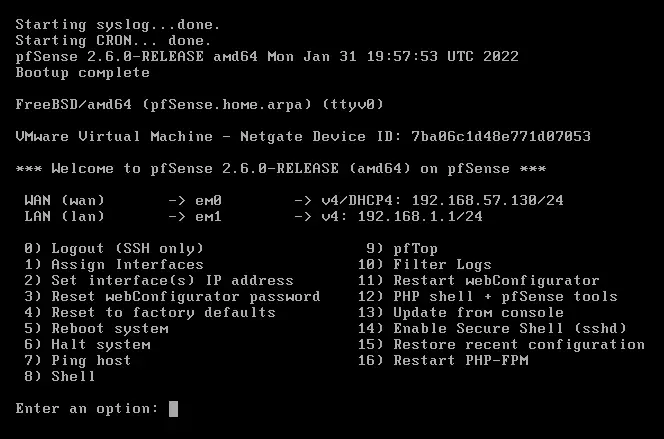 Starting syslog...done.
Starting CRON... done.
pfSense 2.6.0-RELEASE amd64 Mon Jan 31 19:57:53 UTC 2022
Bootup complete
FreeBSD/amd64 (pfSense.home.arpa) (ttyv0)
VMware Virtual Machine - Netgate Device ID: 7ba06c1d48e771d07053
*** Welcome to pfSense 2.6.0-RELEASE (amd64) on pfSense ***
WAN (wan) -> em0 -> v4/DHCP4: 192.168.57.130/24
LAN (lan) -> em1 -> v4: 192.168.1.1/24
0) Logout (SSH only) 9) pfTop
1) Assign Interfaces 10) Filter Logs
2) Set interface(s) IP address 11) Restart webConfigurator
3) Reset webConfigurator password 12) PHP shell + pfSense tools
4) Reset to factory defaults 13) Update from console
5) Reboot system 14) Enable Secure Shell (sshd)
6) Halt system 15) Restore recent configuration
7) Ping host 16) Restart PHP-FPM
8) Shell
Enter an option: